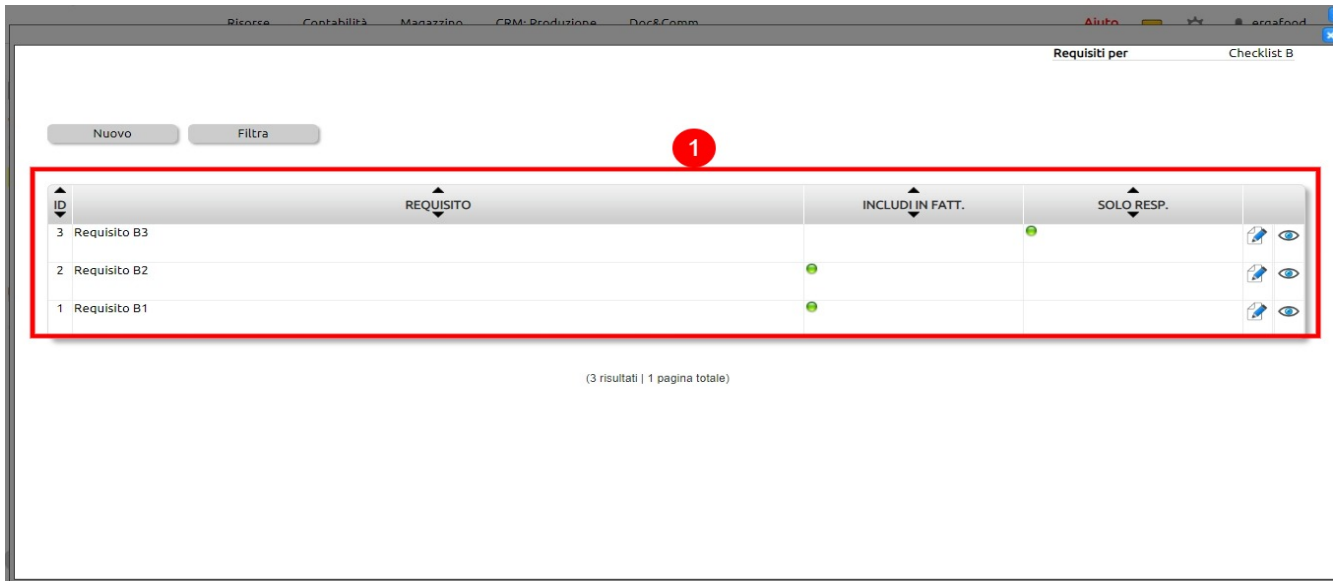 Risorse Contabilità Magazzino CRM: Produzione Doc&Comm Aiuto ergafood
Requisiti per Checklist B
Nuovo Filtra
1
ID REQUISITO INCLUDI IN FATT. SOLO RESP.
3 Requisito B3
2 Requisito B2
1 Requisito B1
(3 risultati | 1 pagina totale)